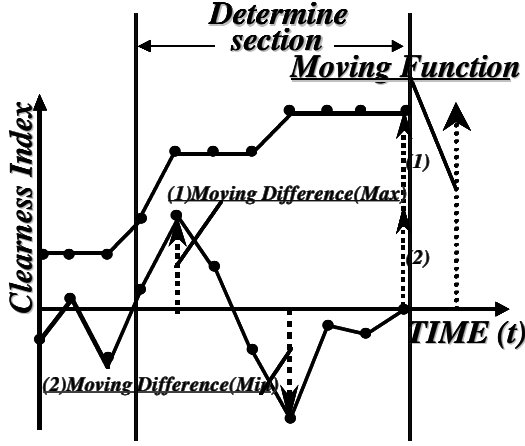 Determine
section
Moving Function
Clearness Index
(1)
(1)Moving Difference(Max)
(2)
TIME (t)
(2)Moving Difference(Min)